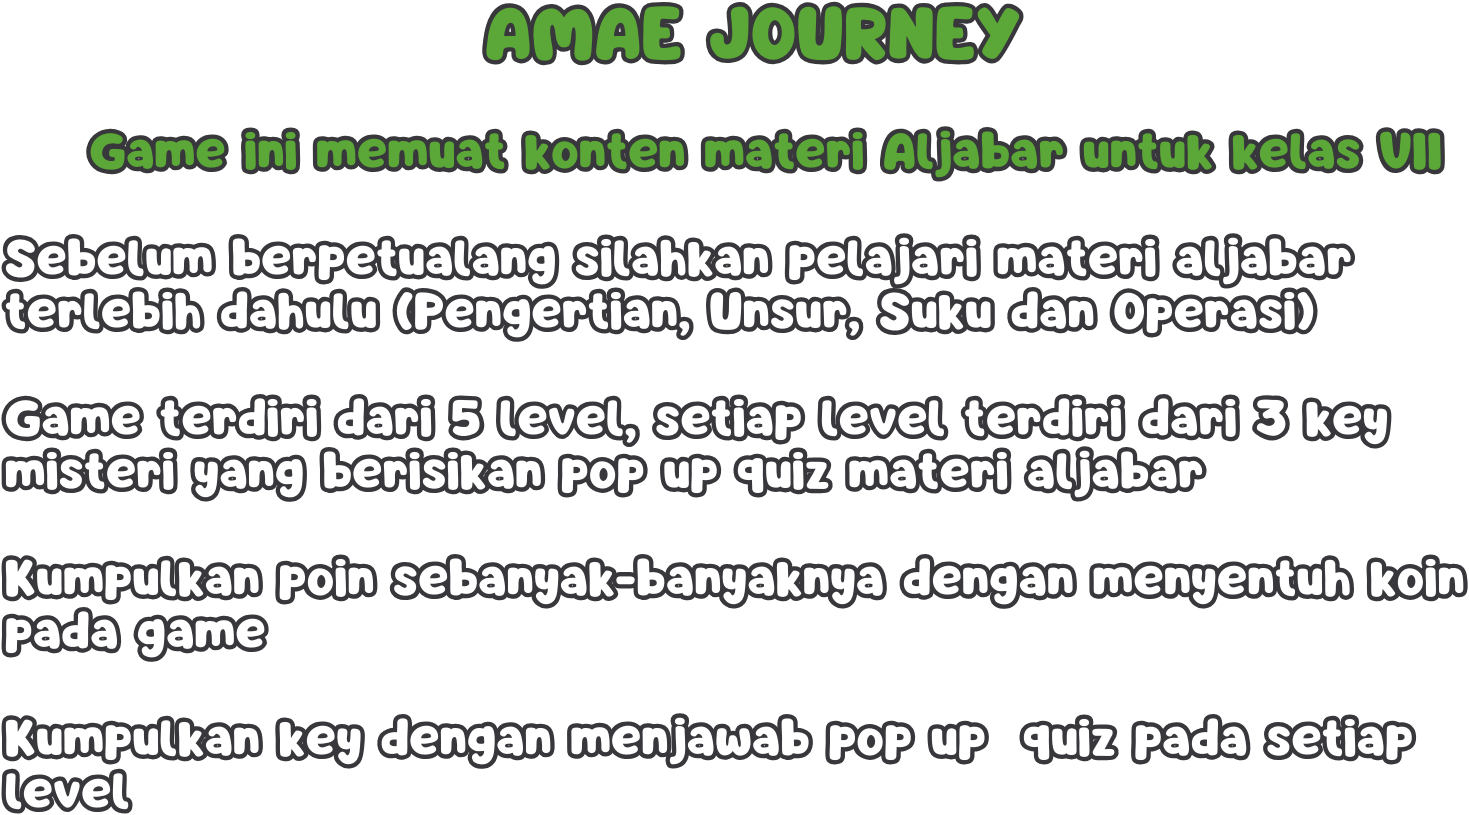 AMAE JOURNEY
Game ini memuat konten materi Aljabar untuk kelas VII
Sebelum berpetualang silahkan pelajari materi aljabar
terlebih dahulu (Pengertian, Unsur, Suku dan Operasi)
Game terdiri dari 5 level, setiap level terdiri dari 3 key
misteri yang berisikan pop up quiz materi aljabar
Kumpulkan poin sebanyak-banyaknya dengan menyentuh koin
pada game
Kumpulkan key dengan menjawab pop up  quiz pada setiap
level